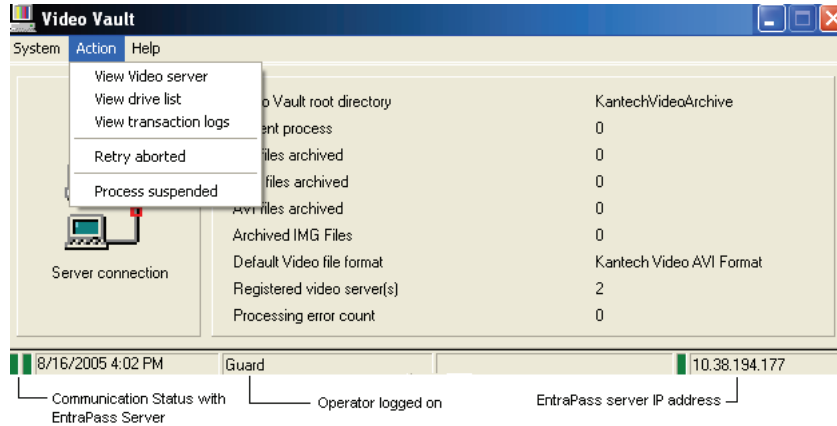 Video Vault
System Action Help
View Video server
View drive list
View transaction logs
Retry aborted
Process suspended
Vault root directory KantechVideoArchive
process 0
files archived 0
files archived 0
AVI files archived 0
Archived IMG Files 0
Default Video file format Kantech Video AVI Format
Registered video server(s) 2
Processing error count 0
Server connection
8/16/2005 4:02 PM Guard 10.38.194.177
Communication Status with
EntraPass Server
Operator logged on
EntraPass server IP address